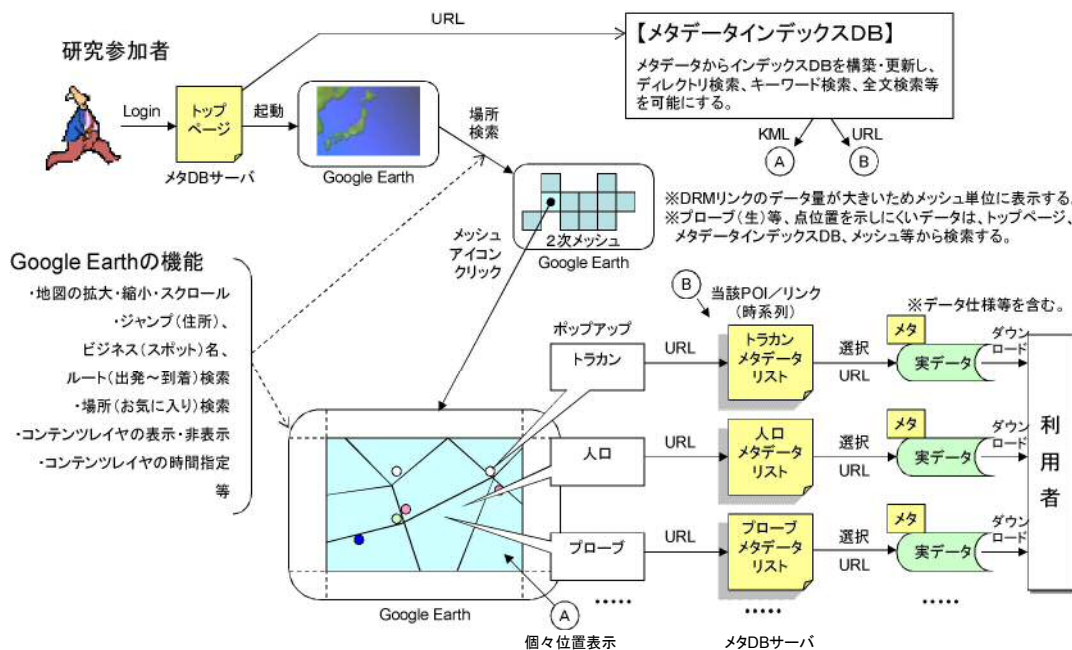 URL
研究参加者
【メタデータインデックスDB】
メタデータからインデックスDBを構築・更新し、
ディレクトリ検索、キーワード検索、全文検索等
を可能にする。
Login
トップ
ページ
起動
場所
検索
メタDBサーバ
Google Earth
KML
URL
A
B
※DRMリンクのデータ量が大きいためメッシュ単位に表示する。
※プローブ(生)等、点位置を示しにくいデータは、トップページ、
メタデータインデックスDB、メッシュ等から検索する。
2次メッシュ
Google Earth
メッシュ
アイコン
クリック
Google Earthの機能
・地図の拡大・縮小・スクロール
・ジャンプ(住所)、
ビジネス(スポット)名、
ルート(出発~到着)検索
・場所(お気に入り)検索
・コンテンツレイヤの表示・非表示
・コンテンツレイヤの時間指定
等
B
当該POI/リンク
(時系列)
※データ仕様等を含む。
ポップアップ
トラカン
URL
トラカン
メタデータ
リスト
選択
URL
メタ
実データ
ダウン
ロード
人口
URL
人口
メタデータ
リスト
選択
URL
メタ
実データ
ダウン
ロード
利用者
プローブ
URL
プローブ
メタデータ
リスト
選択
URL
メタ
実データ
ダウン
ロード
・・・・・
・・・・・
・・・・・
Google Earth
A
個々位置表示
メタDBサーバ